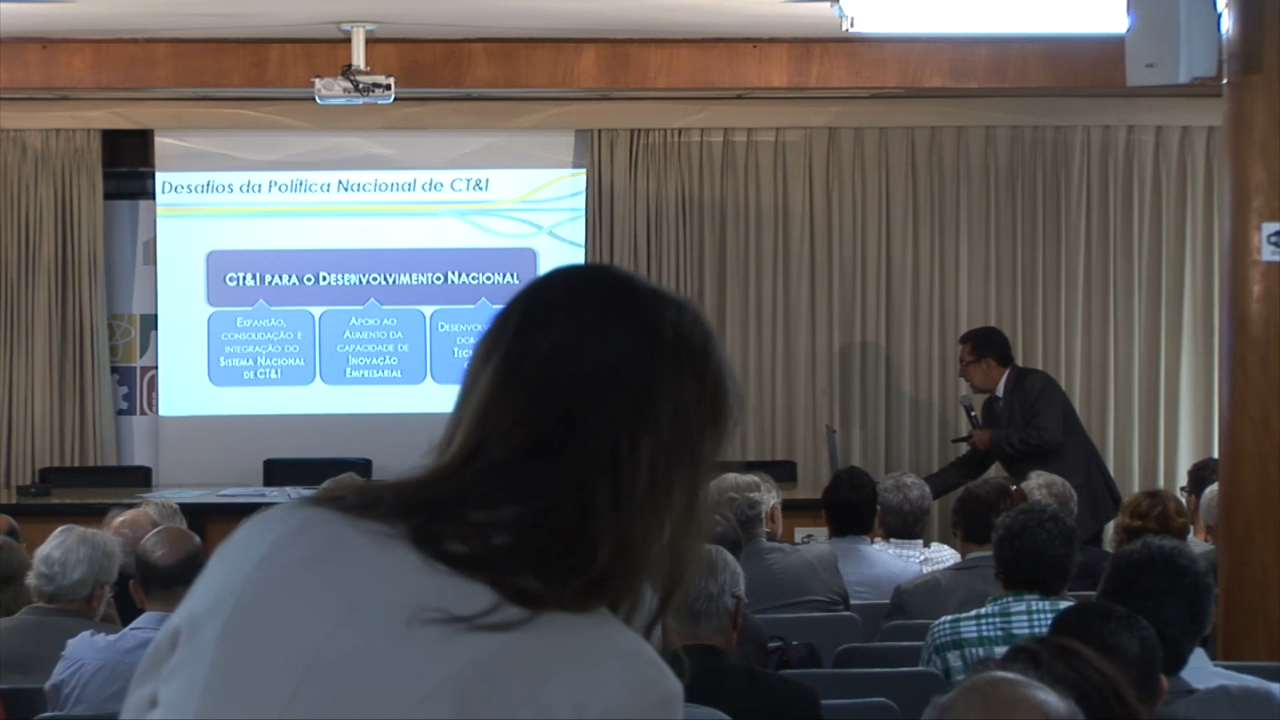 Desafios da Política Nacional de CT&I
CT&I PARA O DESENVOLVIMENTO NACIONAL
EXPANSÃO,
CONSOLIDAÇÃO E
INTEGRAÇÃO DO
SISTEMA NACIONAL
DE CT&I
APOIO AO
AUMENTO DA
CAPACIDADE DE
INOVAÇÃO
EMPRESARIAL